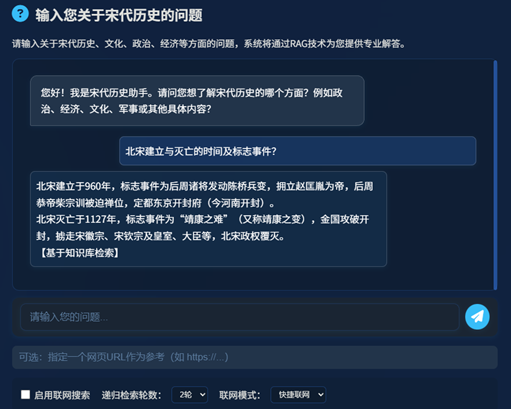 ? 输入您关于宋代历史的问题
请输入关于宋代历史、文化、政治、经济等方面的问题，系统将通过RAG技术为您提供专业解答。
您好！我是宋代历史助手。请问您想了解宋代历史的哪个方面？例如政
治、经济、文化、军事或其他具体内容？
北宋建立与灭亡的时间及标志事件？
北宋建立于960年，标志事件为后周诸将发动陈桥兵变，拥立赵匡胤为帝，后周
恭帝柴宗训被迫禅位，定都东京开封府（今河南开封）。
北宋灭亡于1127年，标志事件为“靖康之难”（又称靖康之变），金国攻破开
封，掳走宋徽宗、宋钦宗及皇室、大臣等，北宋政权覆灭。
【基于知识库检索】
请输入您的问题...
可选：指定一个网页URL作为参考（如 https://...）
启用联网搜索 递归检索轮数： 2轮 联网模式： 快捷联网